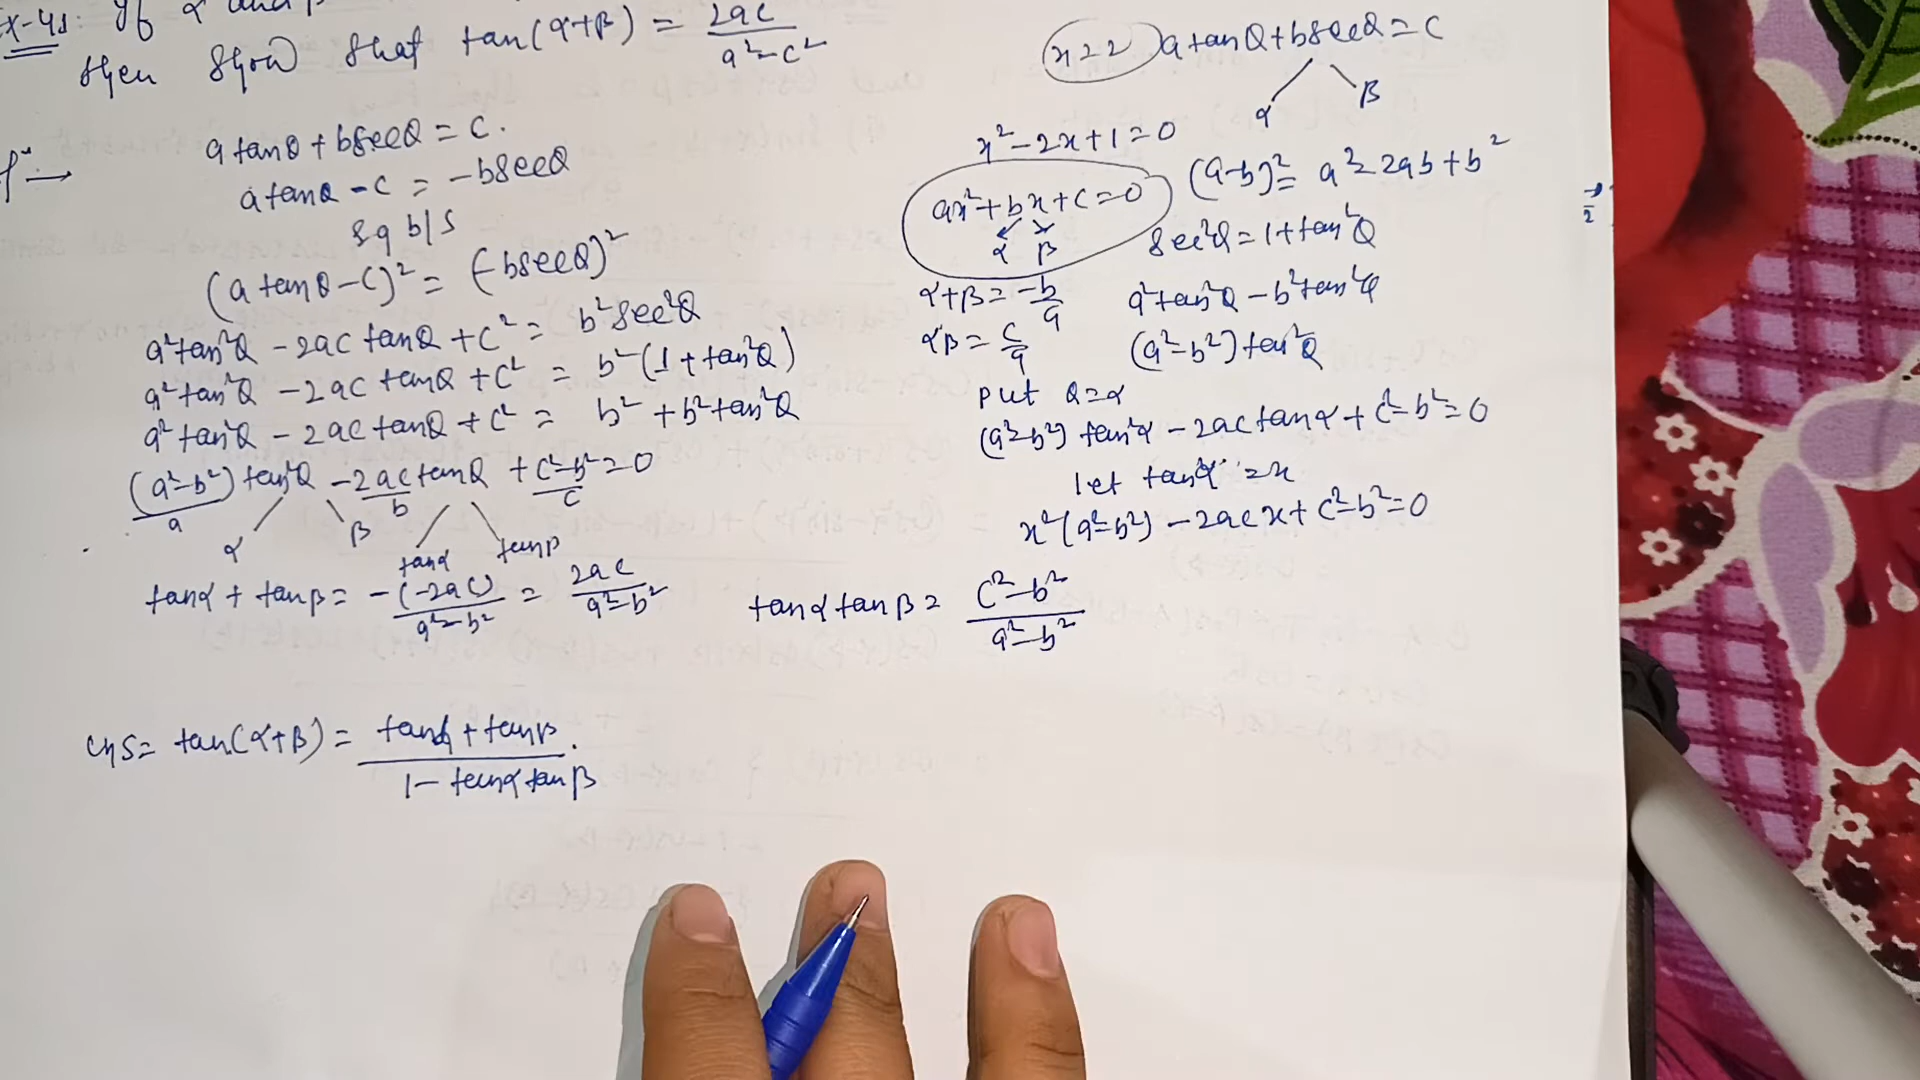 Ex-41: If α and β
then show that tan(α+β) = 2ac / a²-c²
a tanθ + b secθ = c.
a tanθ - c = -b secθ
sq b/s
(a tanθ - c)² = (-b secθ)²
a²tan²θ - 2ac tanθ + c² = b²sec²θ
a²tan²θ - 2ac tanθ + c² = b²(1+tan²θ)
a²tan²θ - 2ac tanθ + c² = b² + b²tan²θ
(a²-b²)tan²θ - 2ac tanθ + c²-b² = 0
a b c
α β tanα tanβ
tanα + tanβ = -(-2ac) / a²-b² = 2ac / a²-b²
tanα tanβ = c²-b² / a²-b²
LHS = tan(α+β) = tanα + tanβ / 1 - tanα tanβ.
x=2 a tanθ + b secθ = c
α β
x² - 2x + 1 = 0
(a-b)² = a² - 2ab + b²
ax² + bx + c = 0
α β
sec²θ = 1 + tan²θ
α+β = -b/a
a²tan²θ - b²tan²θ
αβ = c/a
(a²-b²)tan²θ
put θ=α
(a²-b²) tan²α - 2ac tanα + c²-b² = 0
let tanα = x
x²(a²-b²) - 2acx + c²-b² = 0